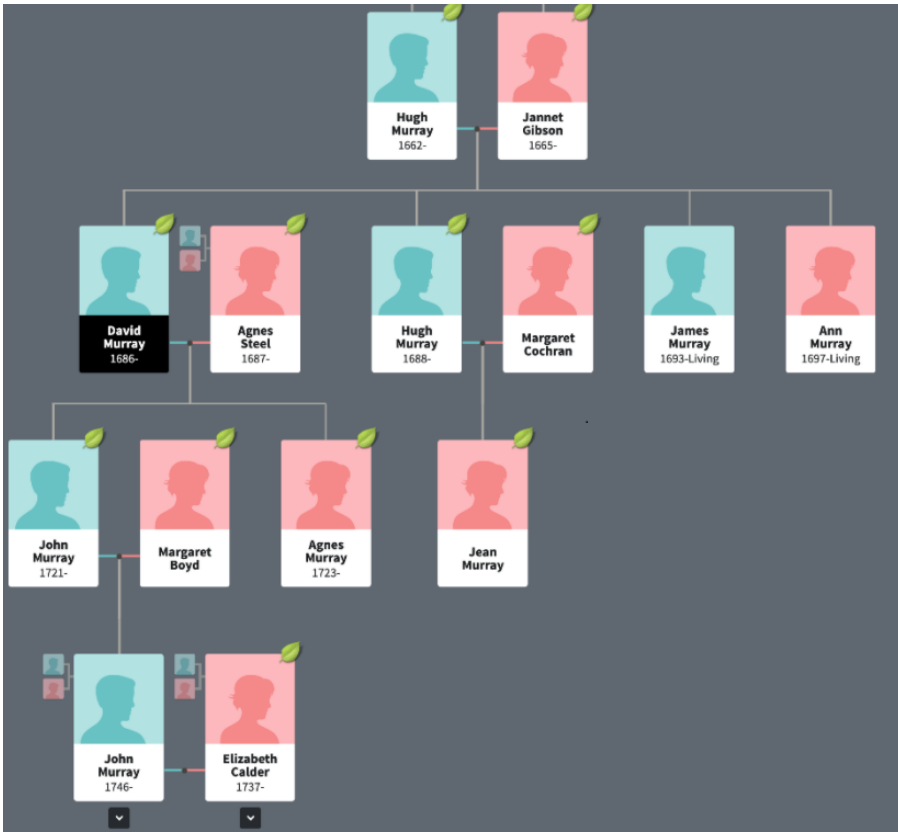 Hugh
Murray
1662-
Jannet
Gibson
1665-
David
Murray
1686-
Agnes
Steel
1687-
Hugh
Murray
1688-
Margaret
Cochran
James
Murray
1693-Living
Ann
Murray
1697-Living
John
Murray
1721-
Margaret
Boyd
Agnes
Murray
1723-
Jean
Murray
John
Murray
1746-
Elizabeth
Calder
1737-